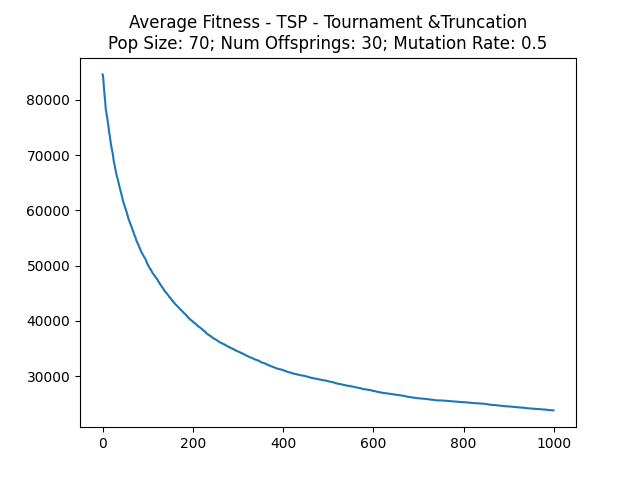 Average Fitness - TSP - Tournament &Truncation
Pop Size: 70; Num Offsprings: 30; Mutation Rate: 0.5
80000
70000
60000
50000
40000
30000
0 200 400 600 800 1000